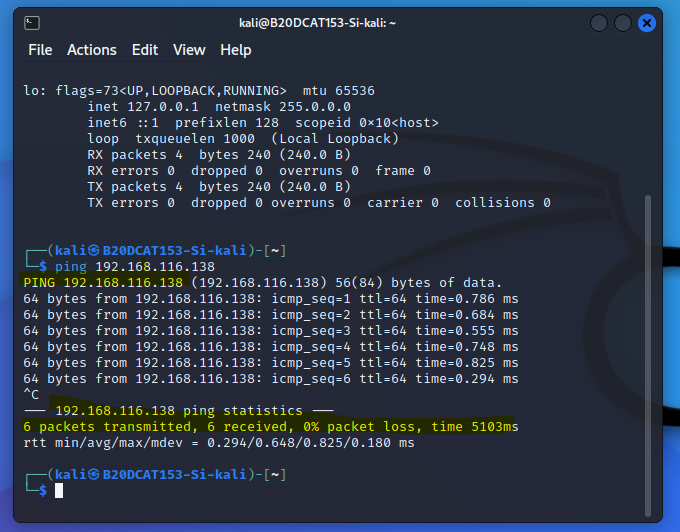 kali@B20DCAT153-Si-kali: ~
File Actions Edit View Help
lo: flags=73<UP,LOOPBACK,RUNNING>  mtu 65536
        inet 127.0.0.1  netmask 255.0.0.0
        inet6 ::1  prefixlen 128  scopeid 0×10<host>
        loop  txqueuelen 1000  (Local Loopback)
        RX packets 4  bytes 240 (240.0 B)
        RX errors 0  dropped 0  overruns 0  frame 0
        TX packets 4  bytes 240 (240.0 B)
        TX errors 0  dropped 0 overruns 0  carrier 0  collisions 0
┌──(kali㉿B20DCAT153-Si-kali)-[~]
└─$ ping 192.168.116.138
PING 192.168.116.138 (192.168.116.138) 56(84) bytes of data.
64 bytes from 192.168.116.138: icmp_seq=1 ttl=64 time=0.786 ms
64 bytes from 192.168.116.138: icmp_seq=2 ttl=64 time=0.684 ms
64 bytes from 192.168.116.138: icmp_seq=3 ttl=64 time=0.555 ms
64 bytes from 192.168.116.138: icmp_seq=4 ttl=64 time=0.748 ms
64 bytes from 192.168.116.138: icmp_seq=5 ttl=64 time=0.825 ms
64 bytes from 192.168.116.138: icmp_seq=6 ttl=64 time=0.294 ms
^C
--- 192.168.116.138 ping statistics ---
6 packets transmitted, 6 received, 0% packet loss, time 5103ms
rtt min/avg/max/mdev = 0.294/0.648/0.825/0.180 ms
┌──(kali㉿B20DCAT153-Si-kali)-[~]
└─$